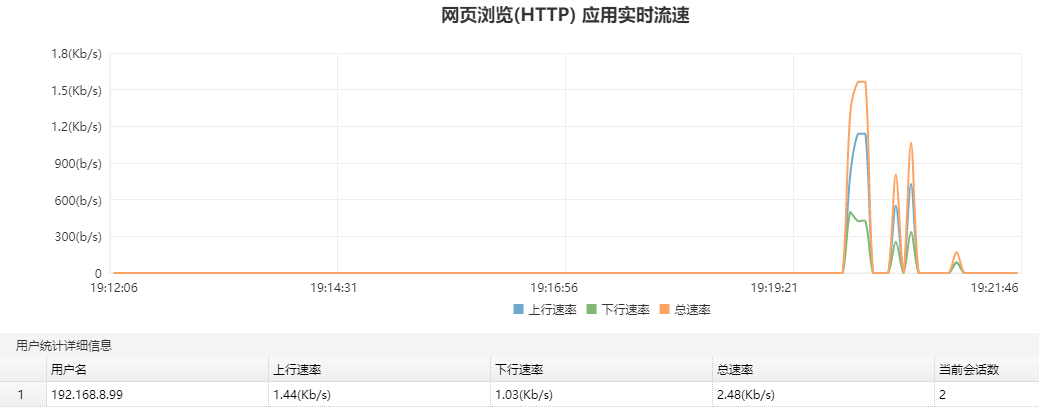 网页浏览(HTTP) 应用实时流速
1.8(Kb/s)
1.5(Kb/s)
1.2(Kb/s)
900(b/s)
600(b/s)
300(b/s)
0
19:12:06 19:14:31 19:16:56 19:19:21 19:21:46
上行速率 下行速率 总速率
用户统计详细信息
用户名 上行速率 下行速率 总速率 当前会话数
1 192.168.8.99 1.44(Kb/s) 1.03(Kb/s) 2.48(Kb/s) 2